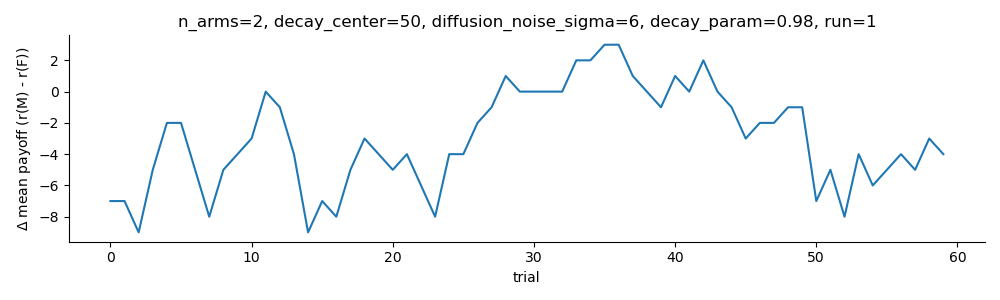 n_arms=2, decay_center=50, diffusion_noise_sigma=6, decay_param=0.98, run=1
Δ mean payoff (r(M) - r(F))
2
0
−2
−4
−6
−8
0 10 20 30 40 50 60
trial